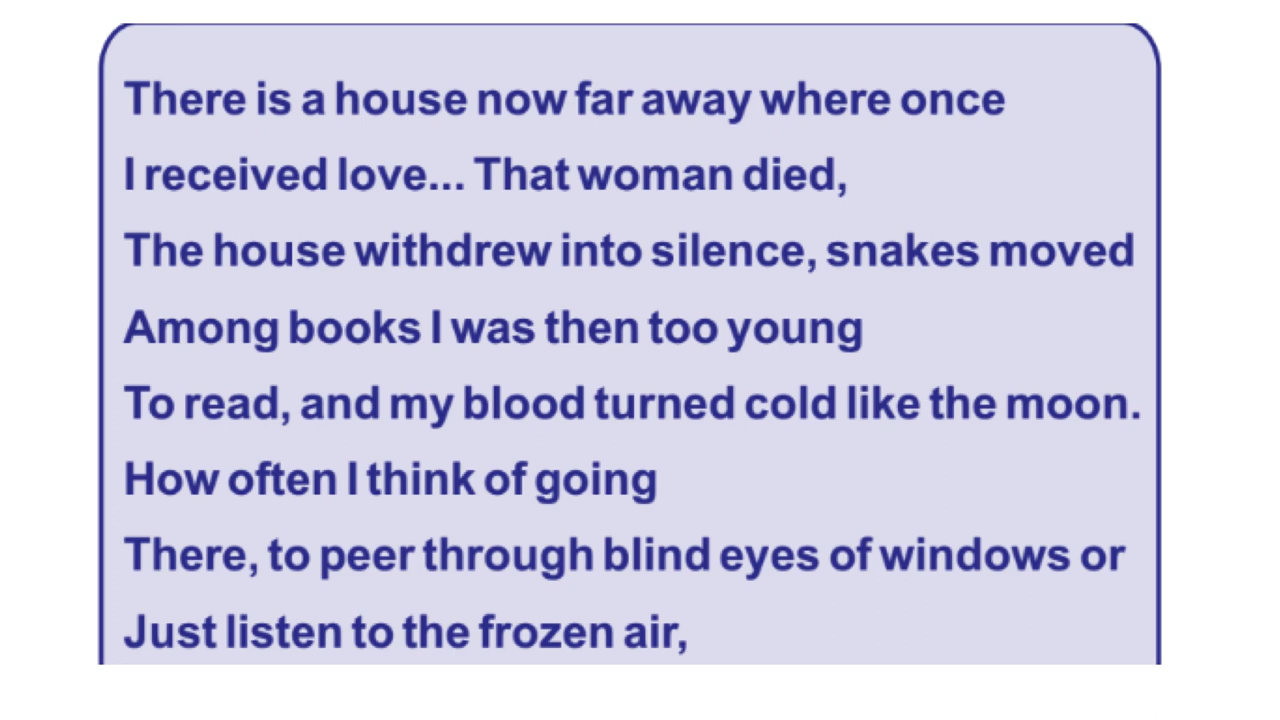 There is a house now far away where once
I received love... That woman died,
The house withdrew into silence, snakes moved
Among books I was then too young
To read, and my blood turned cold like the moon.
How often I think of going
There, to peer through blind eyes of windows or
Just listen to the frozen air,